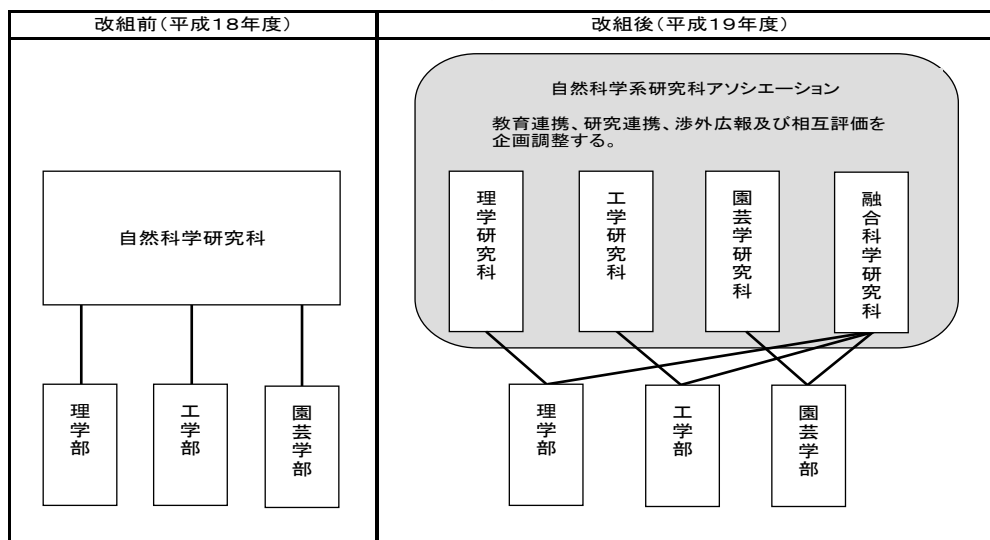 改組前(平成18年度)
改組後(平成19年度)
自然科学研究科
理学部
工学部
園芸学部
自然科学系研究科アソシエーション
教育連携、研究連携、渉外広報及び相互評価を
企画調整する。
理学研究科
工学研究科
園芸学研究科
融合科学研究科
理学部
工学部
園芸学部